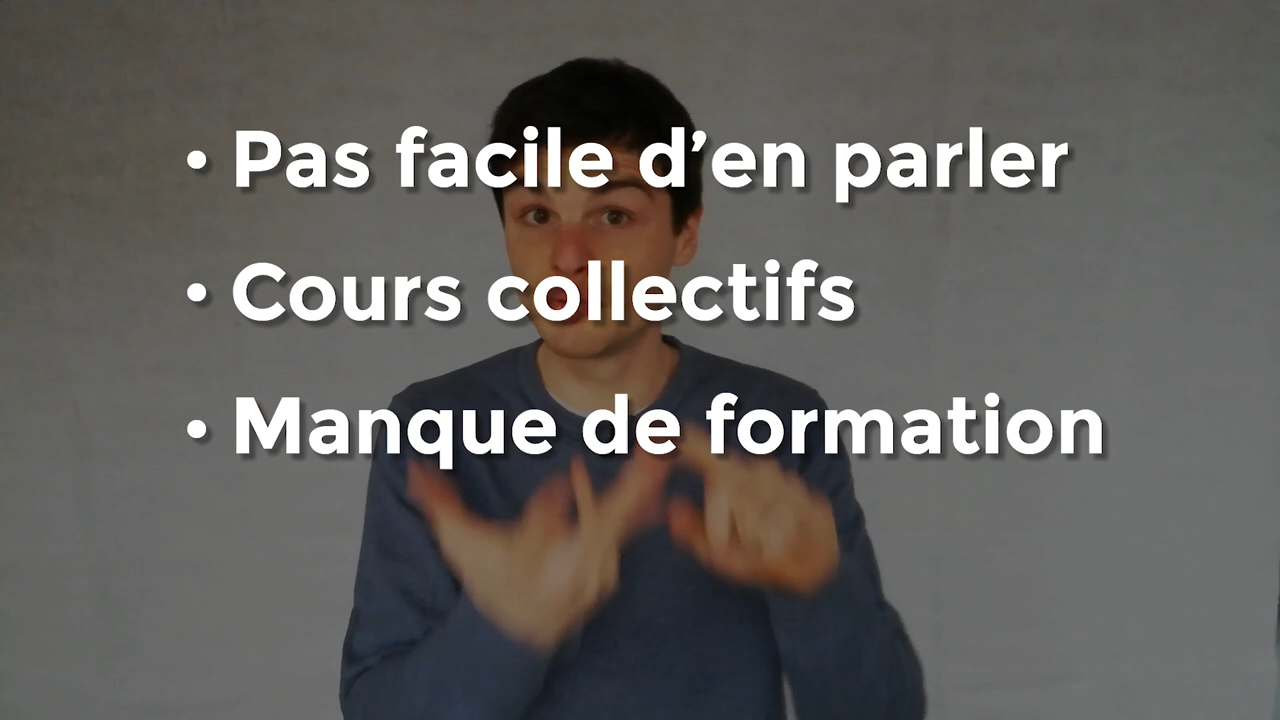 • Pas facile d’en parler
• Cours collectifs
• Manque de formation